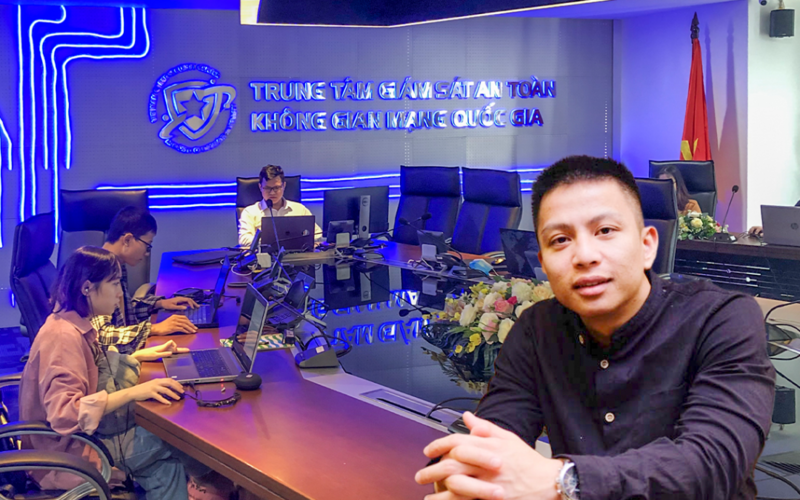 TRUNG TÂM GIÁM SÁT AN TOÀN
KHÔNG GIAN MẠNG QUỐC GIA